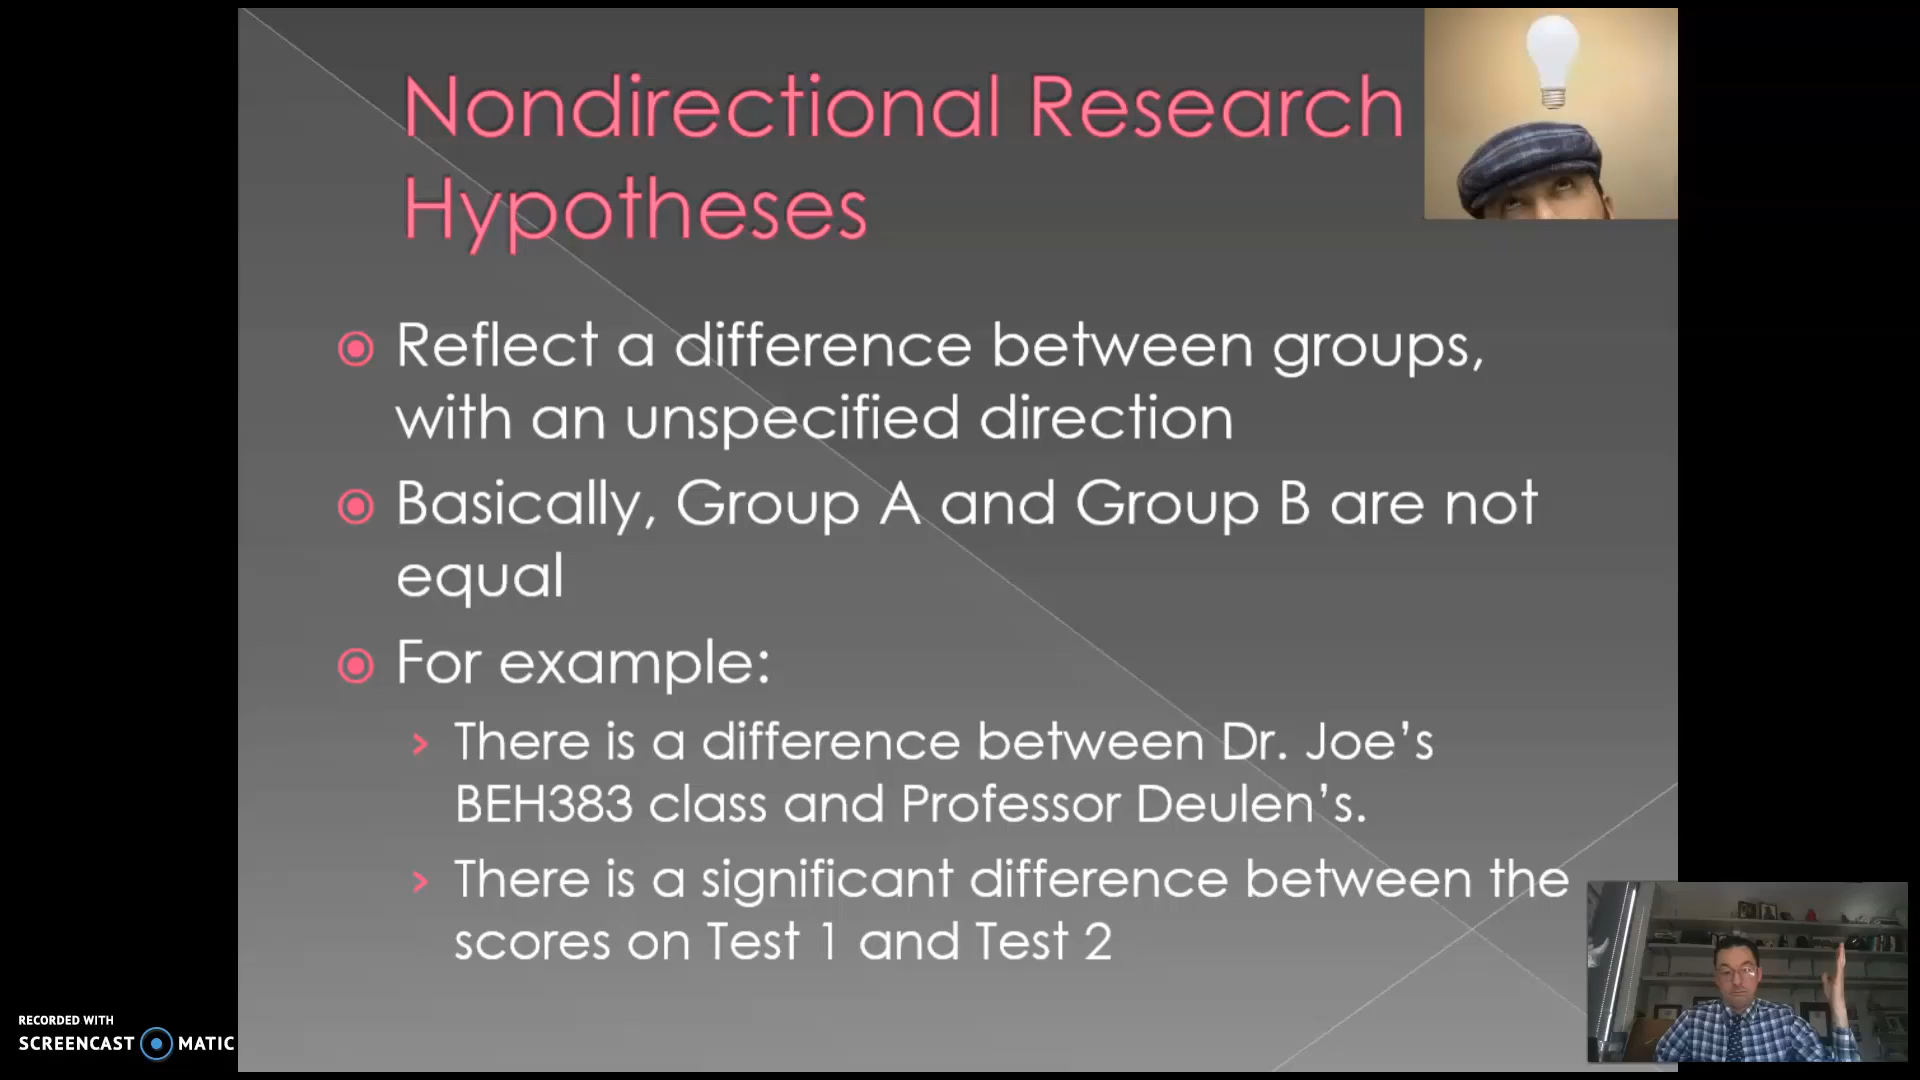 Nondirectional Research
Hypotheses
Reflect a difference between groups,
with an unspecified direction
Basically, Group A and Group B are not
equal
For example:
There is a difference between Dr. Joe’s
BEH383 class and Professor Deulen’s.
There is a significant difference between the
scores on Test 1 and Test 2
RECORDED WITH
SCREENCAST MATIC